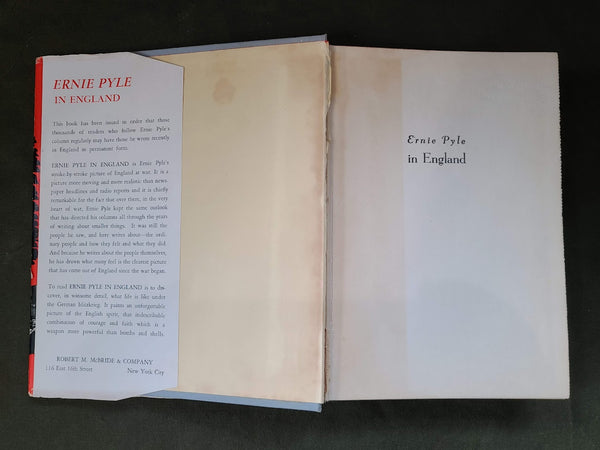 ERNIE PYLE
IN ENGLAND
This book has been issued in order that those
thousands of readers who follow Ernie Pyle's
column regularly may have those he wrote recently
in England in permanent form.
ERNIE PYLE IN ENGLAND is Ernie Pyle's
stroke-by-stroke picture of England at war. It is a
picture more moving and more realistic than news-
paper headlines and radio reports and it is chiefly
remarkable for the fact that over there, in the very
heart of war, Ernie Pyle kept the same outlook
that has directed his columns all through the years
of writing about smaller things. It was still the
people he saw, and here writes about—the ordi-
nary people and how they felt and what they did.
And because he writes about the people themselves,
he has drawn what many feel is the clearest picture
that has come out of England since the war began.
To read ERNIE PYLE IN ENGLAND is to dis-
cover, in winsome detail, what life is like under
the German blitzkrieg. It paints an unforgettable
picture of the English spirit, that indescribable
combination of courage and faith which is a
weapon more powerful than bombs and shells.
ROBERT M. McBRIDE & COMPANY
116 East 16th Street New York City
Ernie Pyle
in England